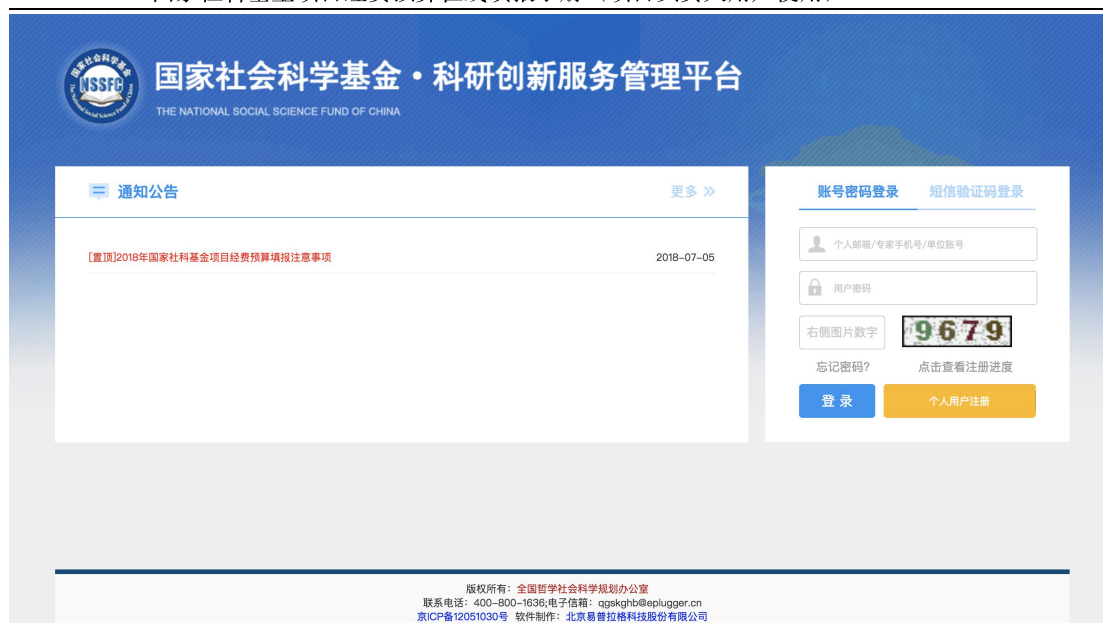 国家社会科学基金·科研创新服务管理平台
THE NATIONAL SOCIAL SCIENCE FUND OF CHINA
NSSFC
通知公告
更多
[置顶]2018年国家社科基金项目经费预算填报注意事项 2018-07-05
账号密码登录 短信验证码登录
个人邮箱/专家手机号/单位账号
用户密码
右侧图片数字 9679
忘记密码? 点击查看注册进度
登录 个人用户注册
版权所有：全国哲学社会科学规划办公室
联系电话：400-800-1636;电子信箱：qgskghb@eplugger.cn
京ICP备12051030号 软件制作：北京易普拉格科技股份有限公司